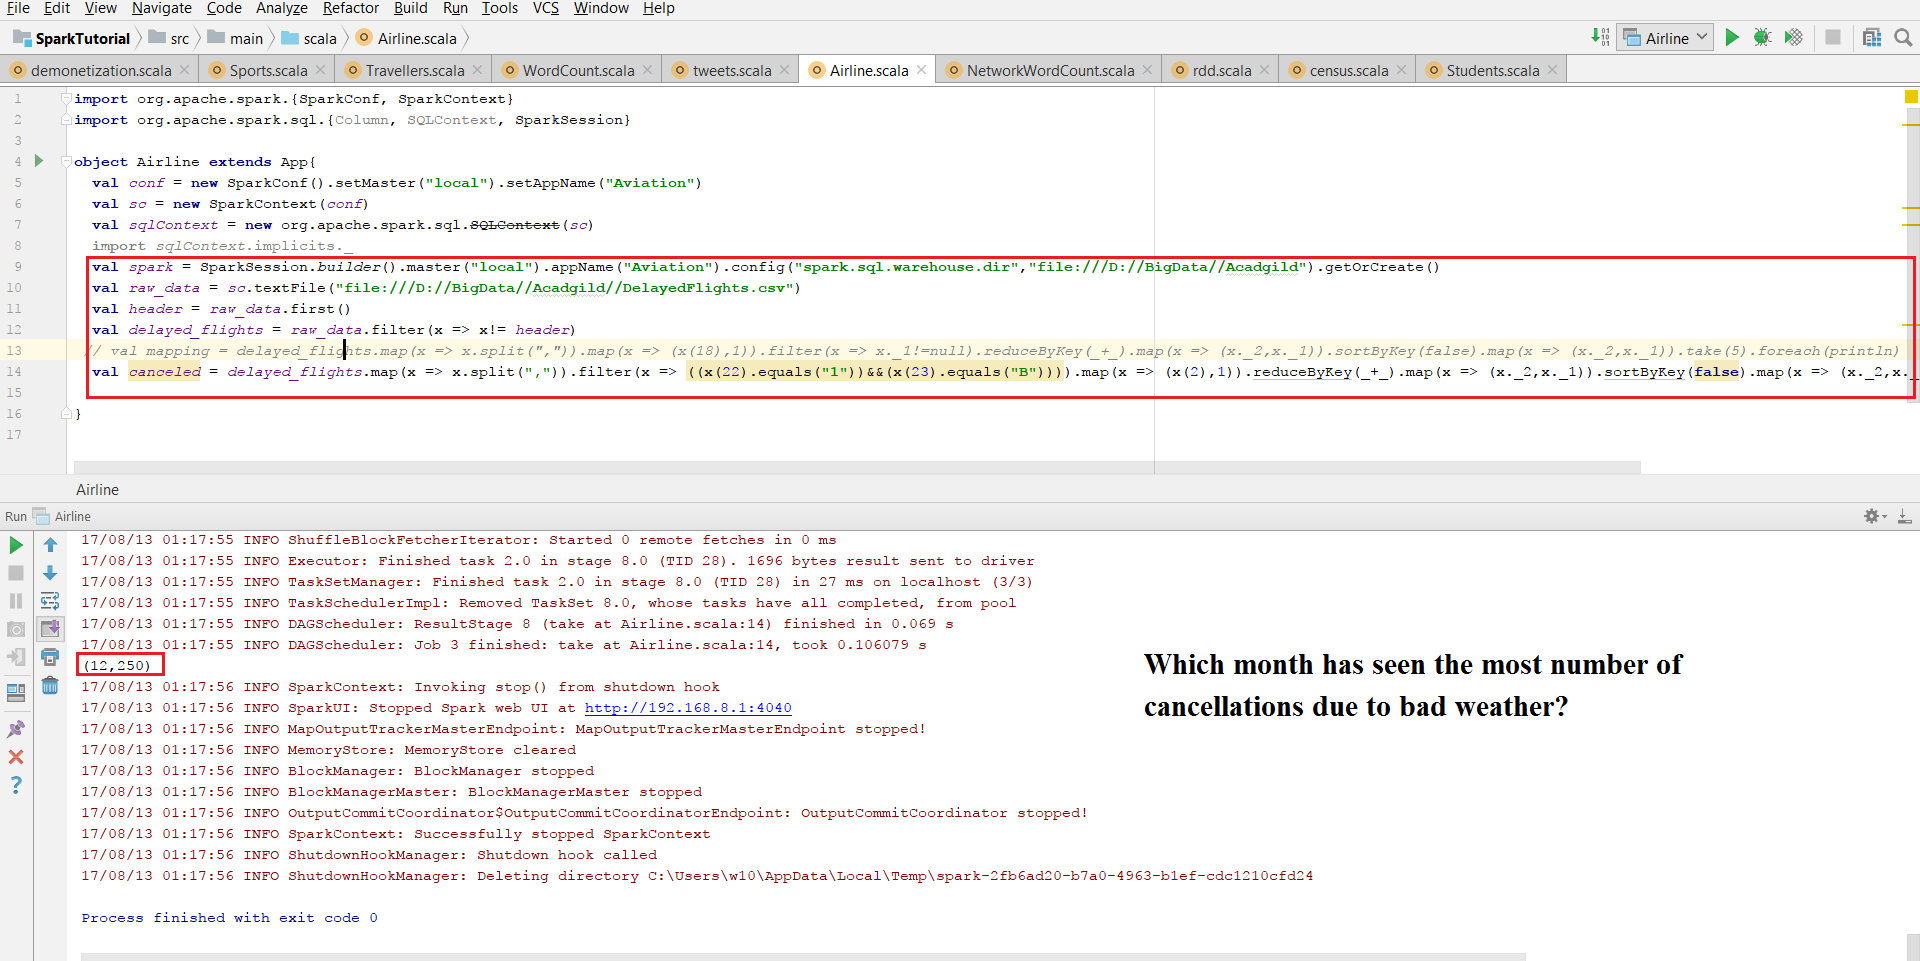 File Edit View Navigate Code Analyze Refactor Build Run Tools VCS Window Help
SparkTutorial src main scala Airline.scala Airline
demonetization.scala Sports.scala Travellers.scala WordCount.scala tweets.scala Airline.scala NetworkWordCount.scala rdd.scala census.scala Students.scala
1 import org.apache.spark.{SparkConf, SparkContext}
2 import org.apache.spark.sql.{Column, SQLContext, SparkSession}
3
4 object Airline extends App{
5 val conf = new SparkConf().setMaster("local").setAppName("Aviation")
6 val sc = new SparkContext(conf)
7 val sqlContext = new org.apache.spark.sql.SQLContext(sc)
8 import sqlContext.implicits._
9 val spark = SparkSession.builder().master("local").appName("Aviation").config("spark.sql.warehouse.dir","file:///D://BigData//Acadgild").getOrCreate()
10 val raw_data = sc.textFile("file:///D://BigData//Acadgild//DelayedFlights.csv")
11 val header = raw_data.first()
12 val delayed_flights = raw_data.filter(x => x!= header)
13 // val mapping = delayed_flights.map(x => x.split(",")).map(x => (x(18),1)).filter(x => x._1!=null).reduceByKey(_+_).map(x => (x._2,x._1)).sortByKey(false).map(x => (x._2,x._1)).take(5).foreach(println)
14 val canceled = delayed_flights.map(x => x.split(",")).filter(x => ((x(22).equals("1"))&&(x(23).equals("B")))).map(x => (x(2),1)).reduceByKey(_+_).map(x => (x._2,x._1)).sortByKey(false).map(x => (x._2,x._
15
16 }
17
Airline
Run Airline
17/08/13 01:17:55 INFO ShuffleBlockFetcherIterator: Started 0 remote fetches in 0 ms
17/08/13 01:17:55 INFO Executor: Finished task 2.0 in stage 8.0 (TID 28). 1696 bytes result sent to driver
17/08/13 01:17:55 INFO TaskSetManager: Finished task 2.0 in stage 8.0 (TID 28) in 27 ms on localhost (3/3)
17/08/13 01:17:55 INFO TaskSchedulerImpl: Removed TaskSet 8.0, whose tasks have all completed, from pool
17/08/13 01:17:55 INFO DAGScheduler: ResultStage 8 (take at Airline.scala:14) finished in 0.069 s
17/08/13 01:17:55 INFO DAGScheduler: Job 3 finished: take at Airline.scala:14, took 0.106079 s
(12,250)
17/08/13 01:17:56 INFO SparkContext: Invoking stop() from shutdown hook
17/08/13 01:17:56 INFO SparkUI: Stopped Spark web UI at http://192.168.8.1:4040
17/08/13 01:17:56 INFO MapOutputTrackerMasterEndpoint: MapOutputTrackerMasterEndpoint stopped!
17/08/13 01:17:56 INFO MemoryStore: MemoryStore cleared
17/08/13 01:17:56 INFO BlockManager: BlockManager stopped
17/08/13 01:17:56 INFO BlockManagerMaster: BlockManagerMaster stopped
17/08/13 01:17:56 INFO OutputCommitCoordinator$OutputCommitCoordinatorEndpoint: OutputCommitCoordinator stopped!
17/08/13 01:17:56 INFO SparkContext: Successfully stopped SparkContext
17/08/13 01:17:56 INFO ShutdownHookManager: Shutdown hook called
17/08/13 01:17:56 INFO ShutdownHookManager: Deleting directory C:\Users\w10\AppData\Local\Temp\spark-2fb6ad20-b7a0-4963-b1ef-cdc1210cfd24
Process finished with exit code 0
Which month has seen the most number of
cancellations due to bad weather?